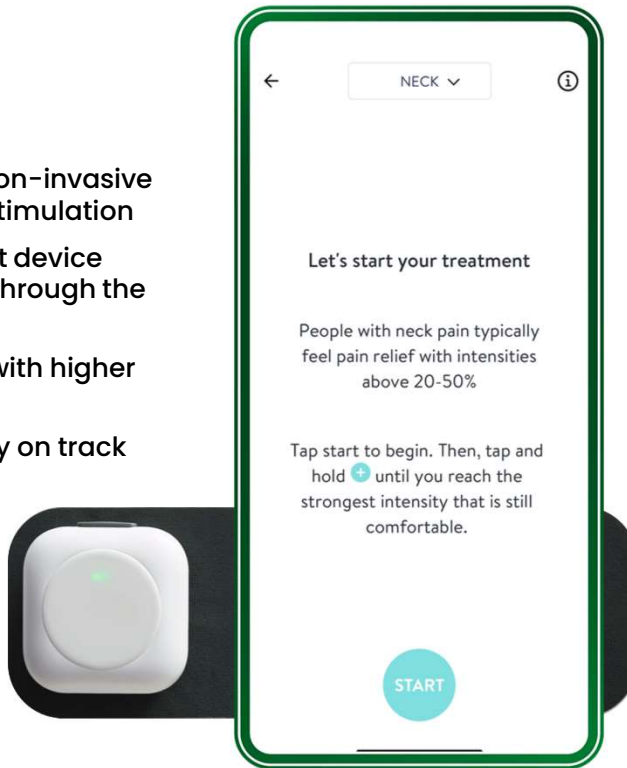 on-invasive
timulation
t device
through the
with higher
y on track
NECK
Let's start your treatment
People with neck pain typically
feel pain relief with intensities
above 20-50%
Tap start to begin. Then, tap and
hold + until you reach the
strongest intensity that is still
comfortable.
START